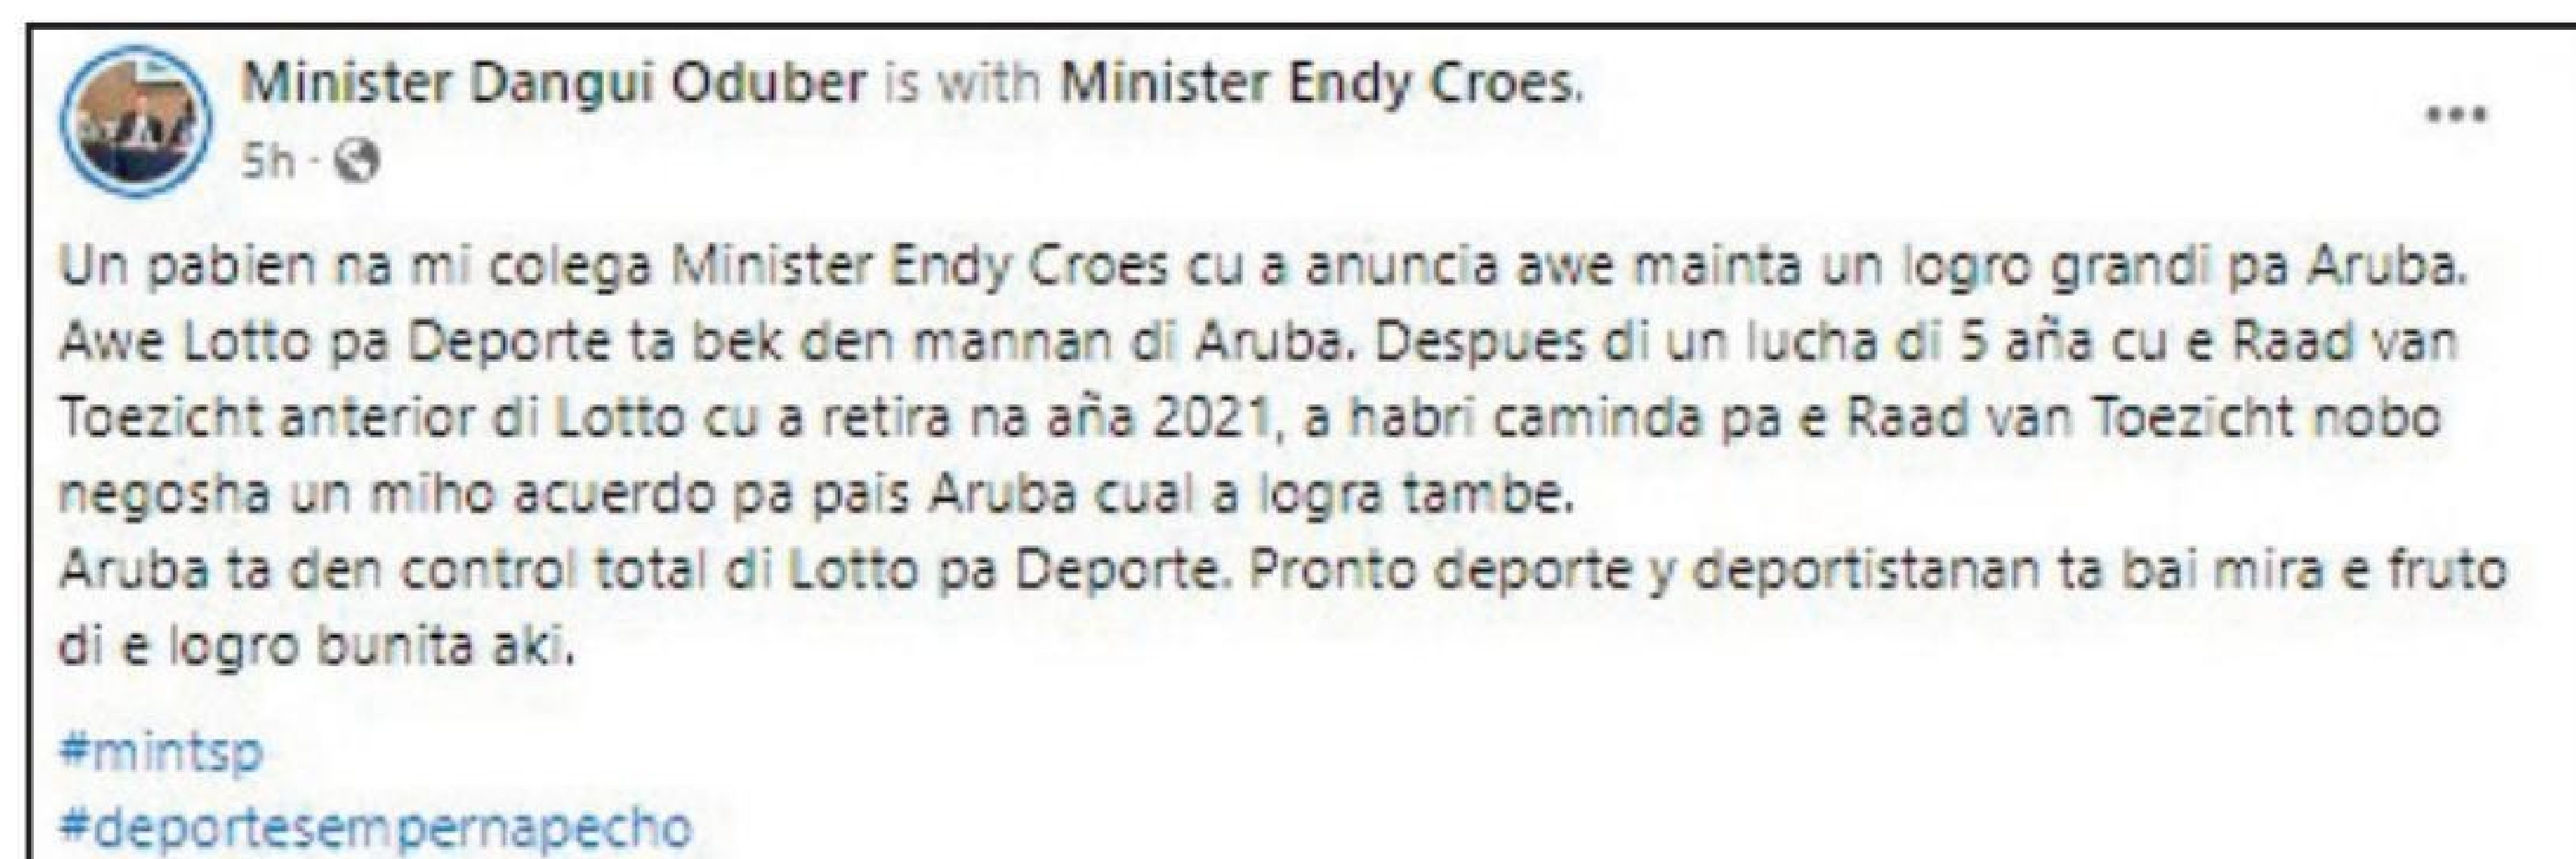 Minister Dangui Oduber is with Minister Endy Croes.
5h ·
Un pabien na mi colega Minister Endy Croes cu a anuncia awe mainta un logro grandi pa Aruba.
Awe Lotto pa Deporte ta bek den mannan di Aruba. Despues di un lucha di 5 aña cu e Raad van
Toezicht anterior di Lotto cu a retira na aña 2021, a habri caminda pa e Raad van Toezicht nobo
negosha un miho acuerdo pa pais Aruba cual a logra tambe.
Aruba ta den control total di Lotto pa Deporte. Pronto deporte y deportistanan ta bai mira e fruto
di e logro bunita aki.
#mintsp
#deportesempernapecho